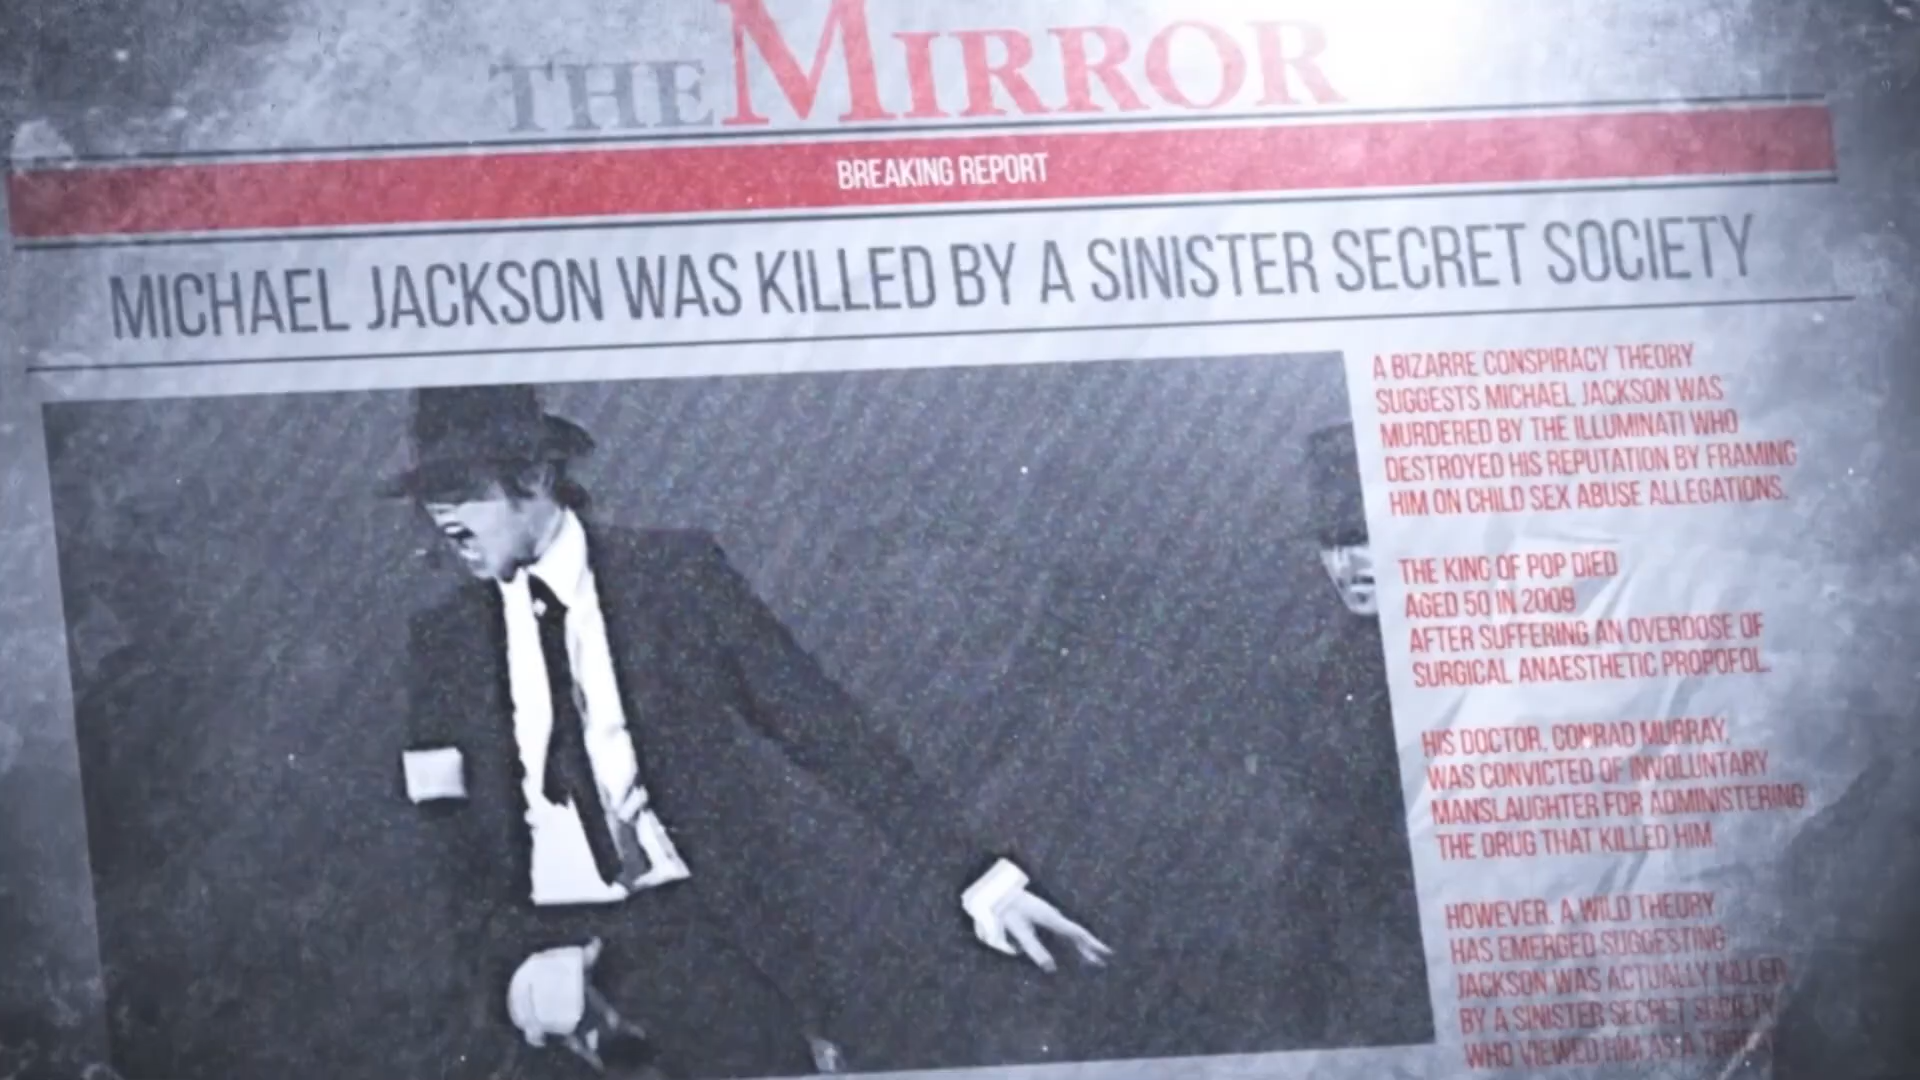 THE MIRROR
BREAKING REPORT
MICHAEL JACKSON WAS KILLED BY A SINISTER SECRET SOCIETY
A BIZARRE CONSPIRACY THEORY
SUGGESTS MICHAEL JACKSON WAS
MURDERED BY THE ILLUMINATI WHO
DESTROYED HIS REPUTATION BY FRAMING
HIM ON CHILD SEX ABUSE ALLEGATIONS.
THE KING OF POP DIED
AGED 50 IN 2009
AFTER SUFFERING AN OVERDOSE OF
SURGICAL ANAESTHETIC PROPOFOL.
HIS DOCTOR, CONRAD MURRAY,
WAS CONVICTED OF INVOLUNTARY
MANSLAUGHTER FOR ADMINISTERING
THE DRUG THAT KILLED HIM.
HOWEVER, A WILD THEORY
HAS EMERGED SUGGESTING
JACKSON WAS ACTUALLY KILLED
BY A SINISTER SECRET SOCIETY
WHO VIEWED HIM AS A